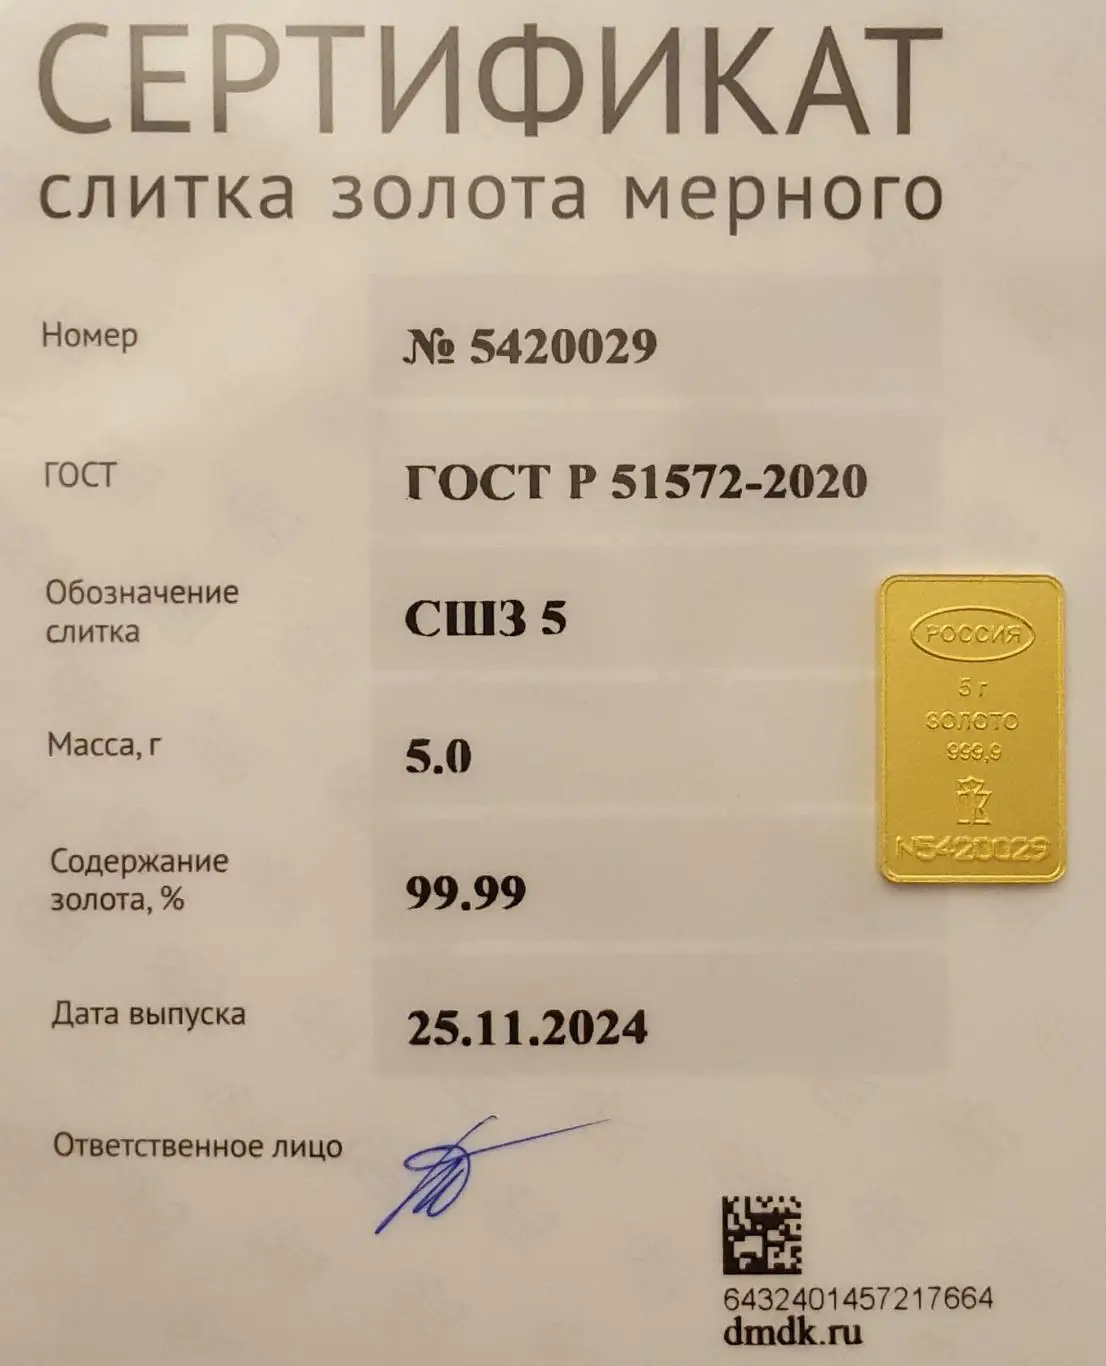 СЕРТИФИКАТ
слитка золота мерного
Номер
№ 5420029
ГОСТ
ГОСТ Р 51572-2020
Обозначение
слитка
СШЗ 5
Масса, г
5.0
Содержание
золота, %
99.99
Дата выпуска
25.11.2024
Ответственное лицо
РОССИЯ
5 г
ЗОЛОТО
999,9
N5420029
6432401457217664
dmdk.ru